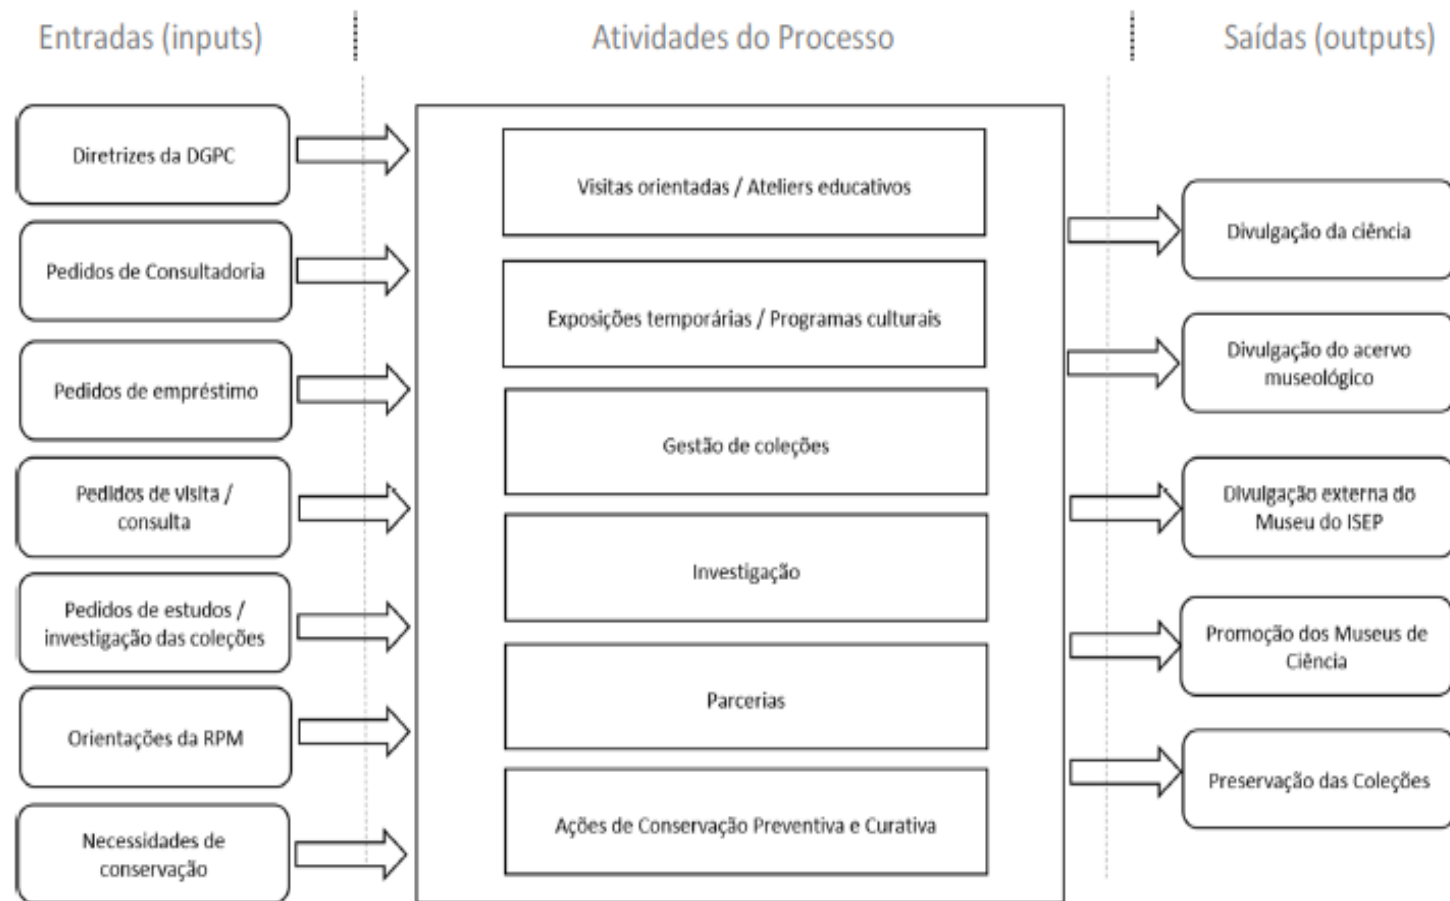 Entradas (inputs)
Atividades do Processo
Saídas (outputs)
Diretrizes da DGPC
Pedidos de Consultadoria
Pedidos de empréstimo
Pedidos de visita /
consulta
Pedidos de estudos /
investigação das coleções
Orientações da RPM
Necessidades de
conservação
Visitas orientadas / Ateliers educativos
Exposições temporárias / Programas culturais
Gestão de coleções
Investigação
Parcerias
Ações de Conservação Preventiva e Curativa
Divulgação da ciência
Divulgação do acervo
museológico
Divulgação externa do
Museu do ISEP
Promoção dos Museus de
Ciência
Preservação das Coleções